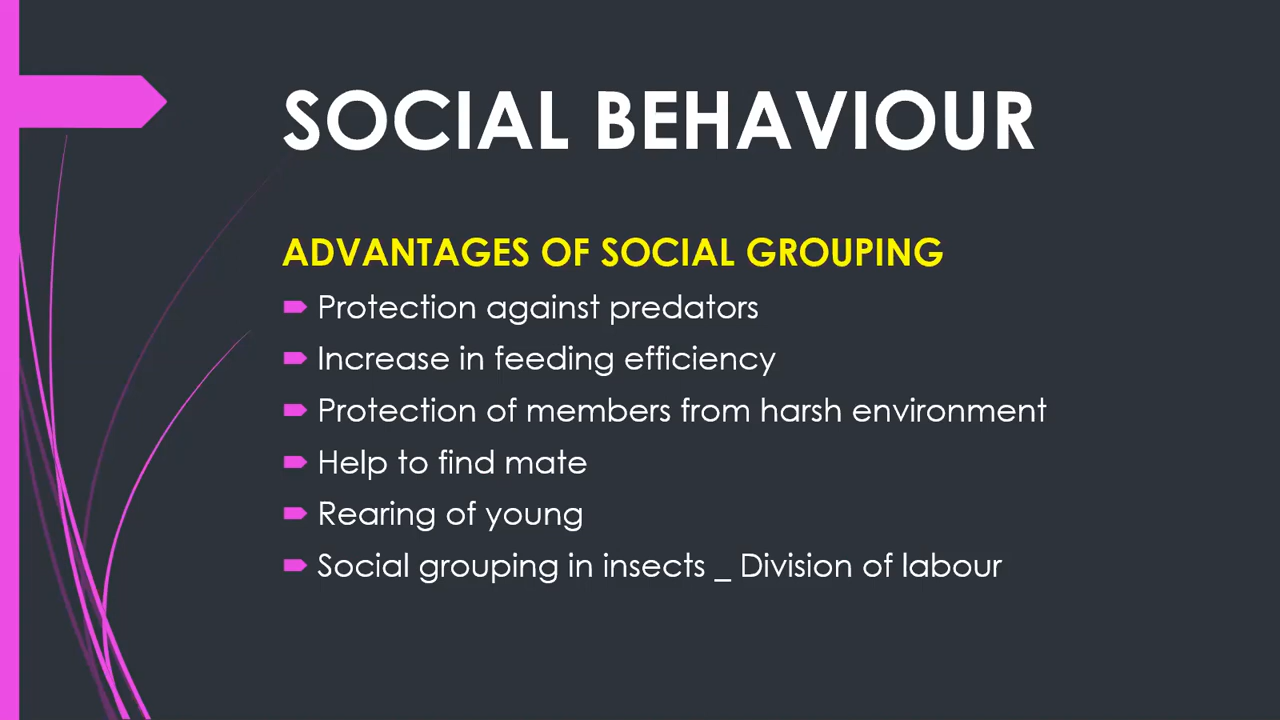 SOCIAL BEHAVIOUR
ADVANTAGES OF SOCIAL GROUPING
Protection against predators
Increase in feeding efficiency
Protection of members from harsh environment
Help to find mate
Rearing of young
Social grouping in insects _ Division of labour